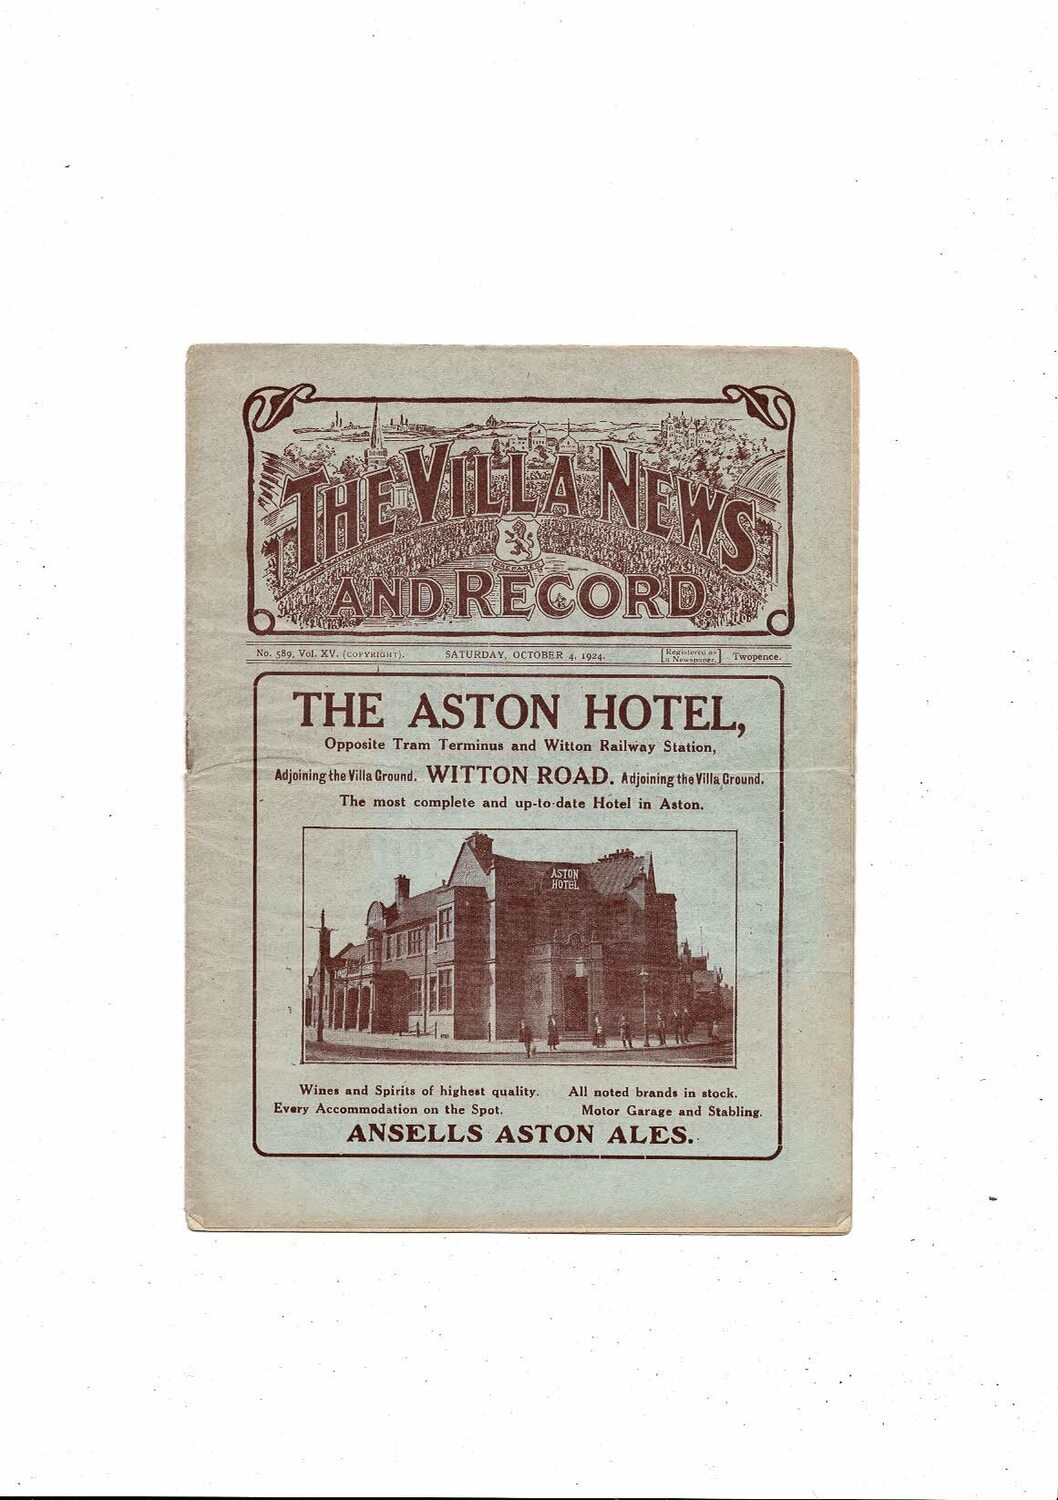 THE VILLA NEWS
PREPARED
AND RECORD
No. 589, Vol. XV. (COPYRIGHT). SATURDAY, OCTOBER 4, 1924. [Registered as a Newspaper.] Twopence.
THE ASTON HOTEL,
Opposite Tram Terminus and Witton Railway Station,
Adjoining the Villa Ground. WITTON ROAD. Adjoining the Villa Ground.
The most complete and up-to-date Hotel in Aston.
ASTON
HOTEL
Wines and Spirits of highest quality. All noted brands in stock.
Every Accommodation on the Spot. Motor Garage and Stabling.
ANSELLS ASTON ALES.